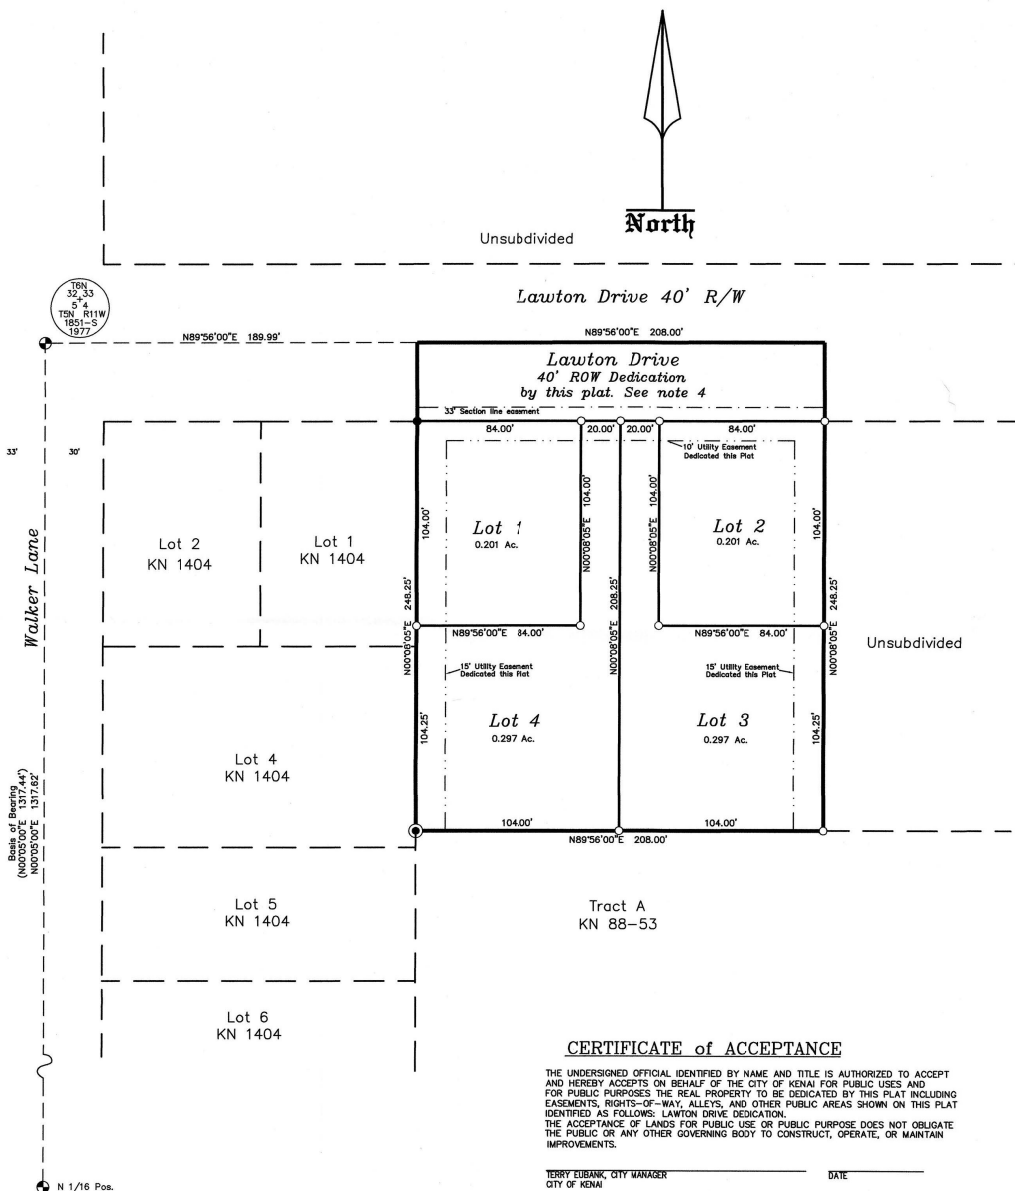 North
Unsubdivided
T6N
32 33
5 4
T5N R11W
1851-S
1977
Lawton Drive 40' R/W
N89°56'00"E 189.99'
N89°56'00"E 208.00'
Lawton Drive
40' ROW Dedication
by this plat. See note 4
33' Section line easement
84.00'
20.00'
20.00'
84.00'
10' Utility Easement
Dedicated this Plat
33'
30'
Walker Lane
Lot 2
KN 1404
Lot 1
KN 1404
104.00'
N00°08'05"E 248.25'
Lot 1
0.201 Ac.
N00°08'05"E 104.00'
N00°08'05"E 208.25'
N00°08'05"E 104.00'
Lot 2
0.201 Ac.
104.00'
N00°08'05"E 248.25'
N89°56'00"E 84.00'
N89°56'00"E 84.00'
Unsubdivided
15' Utility Easement
Dedicated this Plat
15' Utility Easement
Dedicated this Plat
Lot 4
0.297 Ac.
104.25'
Lot 3
0.297 Ac.
104.25'
Lot 4
KN 1404
Basis of Bearing
(N00°05'00"E 1317.44')
N00°05'00"E 1317.62'
104.00'
104.00'
N89°56'00"E 208.00'
Lot 5
KN 1404
Tract A
KN 88-53
Lot 6
KN 1404
CERTIFICATE of ACCEPTANCE
THE UNDERSIGNED OFFICIAL IDENTIFIED BY NAME AND TITLE IS AUTHORIZED TO ACCEPT
AND HEREBY ACCEPTS ON BEHALF OF THE CITY OF KENAI FOR PUBLIC USES AND
FOR PUBLIC PURPOSES THE REAL PROPERTY TO BE DEDICATED BY THIS PLAT INCLUDING
EASEMENTS, RIGHTS-OF-WAY, ALLEYS, AND OTHER PUBLIC AREAS SHOWN ON THIS PLAT
IDENTIFIED AS FOLLOWS: LAWTON DRIVE DEDICATION.
THE ACCEPTANCE OF LANDS FOR PUBLIC USE OR PUBLIC PURPOSE DOES NOT OBLIGATE
THE PUBLIC OR ANY OTHER GOVERNING BODY TO CONSTRUCT, OPERATE, OR MAINTAIN
IMPROVEMENTS.
TERRY EUBANK, CITY MANAGER
CITY OF KENAI
DATE
N 1/16 Pos.